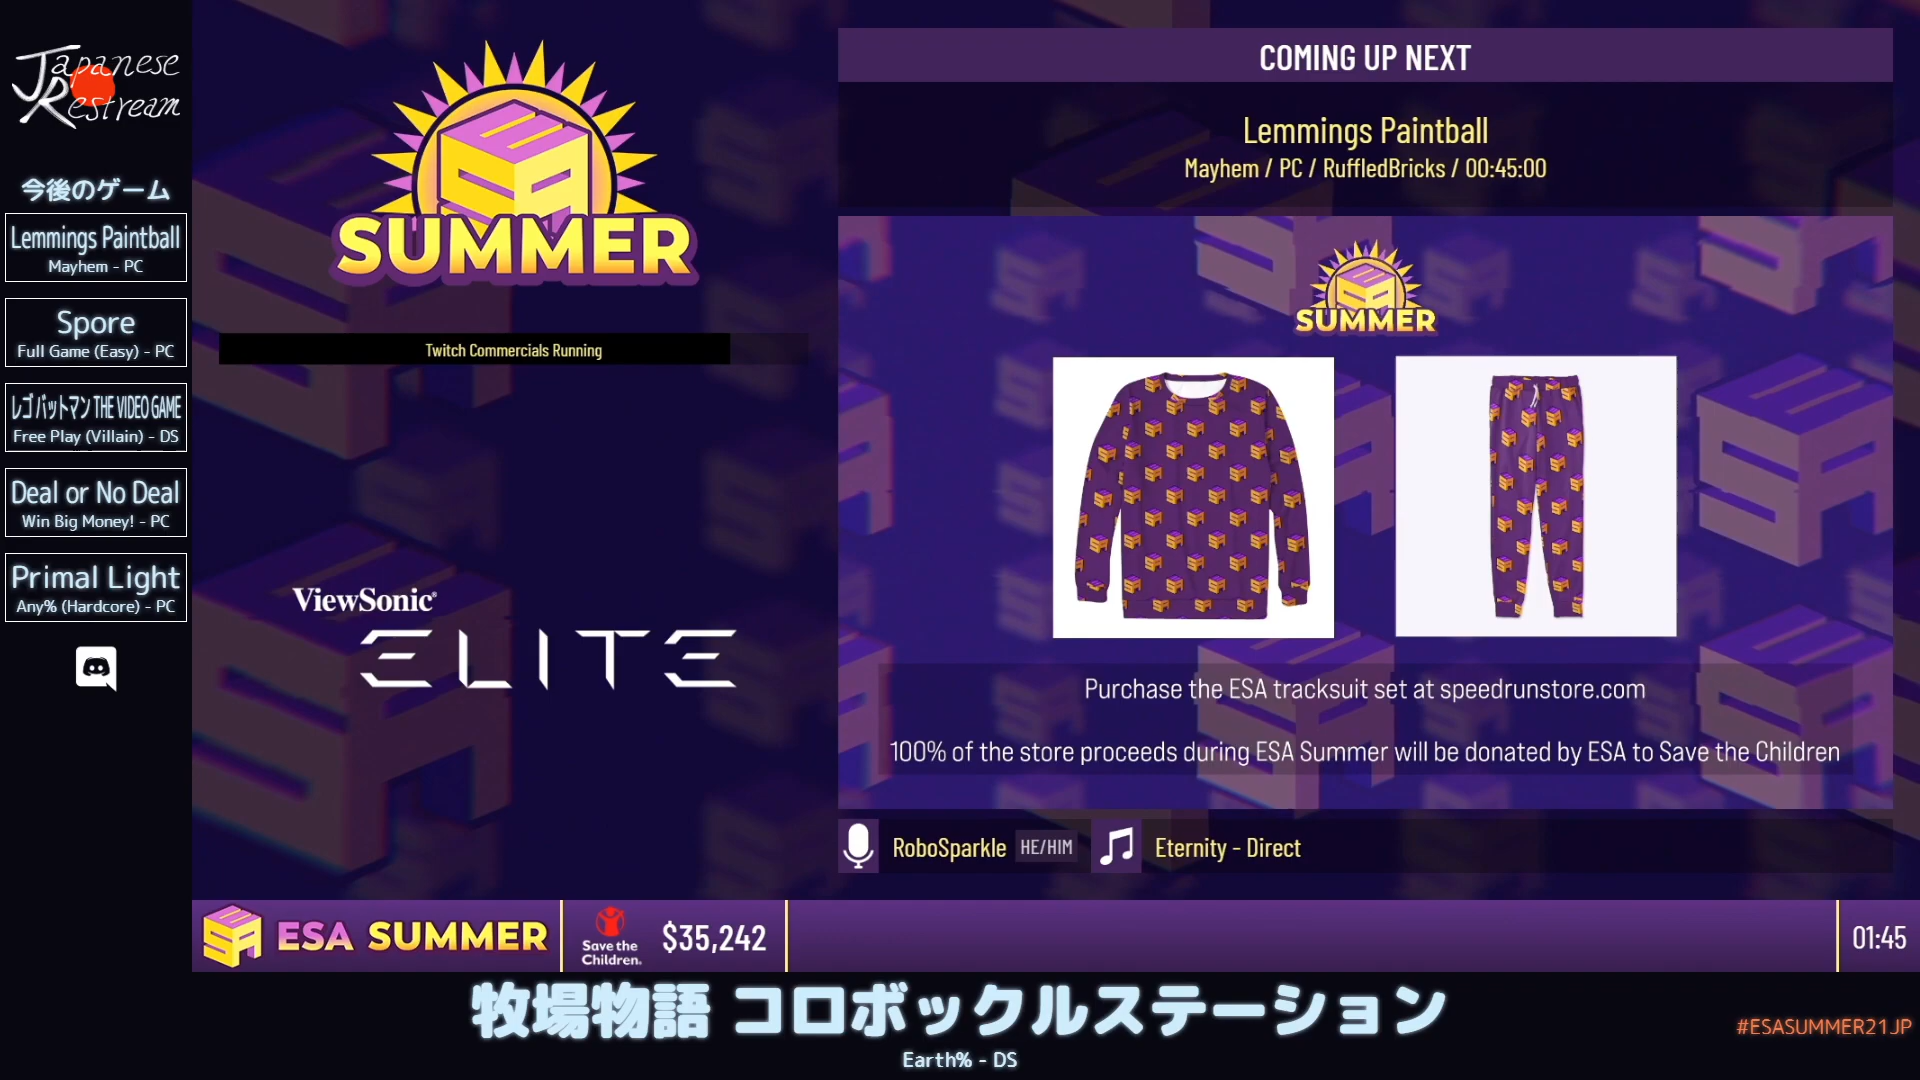 Japanese
Restream
今後のゲーム
Lemmings Paintball
Mayhem - PC
Spore
Full Game (Easy) - PC
レゴ バットマン THE VIDEO GAME
Free Play (Villain) - DS
Deal or No Deal
Win Big Money! - PC
Primal Light
Any% (Hardcore) - PC
ESA
SUMMER
Twitch Commercials Running
ViewSonic®
ELITE
COMING UP NEXT
Lemmings Paintball
Mayhem / PC / RuffledBricks / 00:45:00
ESA
SUMMER
Purchase the ESA tracksuit set at speedrunstore.com
100% of the store proceeds during ESA Summer will be donated by ESA to Save the Children
RoboSparkle HE/HIM
Eternity - Direct
ESA ESA SUMMER
Save the
Children.
$35,242
01:45
牧場物語 コロボックルステーション
Earth% - DS
#ESASUMMER21JP